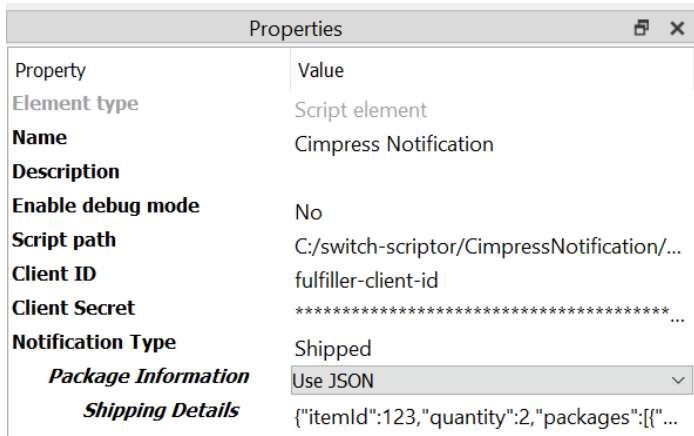 Properties
Property Value
Element type Script element
Name Cimpress Notification
Description
Enable debug mode No
Script path C:/switch-scriptor/CimpressNotification/...
Client ID fulfiller-client-id
Client Secret ****************************************...
Notification Type Shipped
Package Information Use JSON
Shipping Details {"itemId":123,"quantity":2,"packages":[{"...